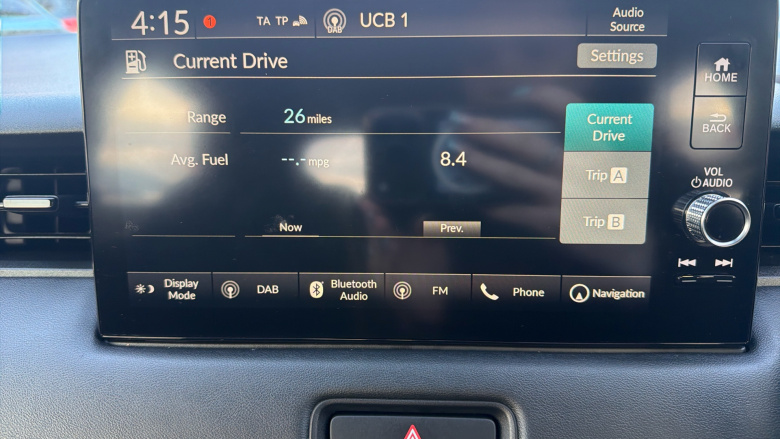 4:15 TA TP DAB UCB 1 Audio Source
Current Drive Settings
HOME
BACK
Range 26 miles
Avg. Fuel --.- mpg 8.4
Now Prev.
Current Drive
Trip A
Trip B
VOL
AUDIO
Display Mode DAB Bluetooth Audio FM Phone Navigation